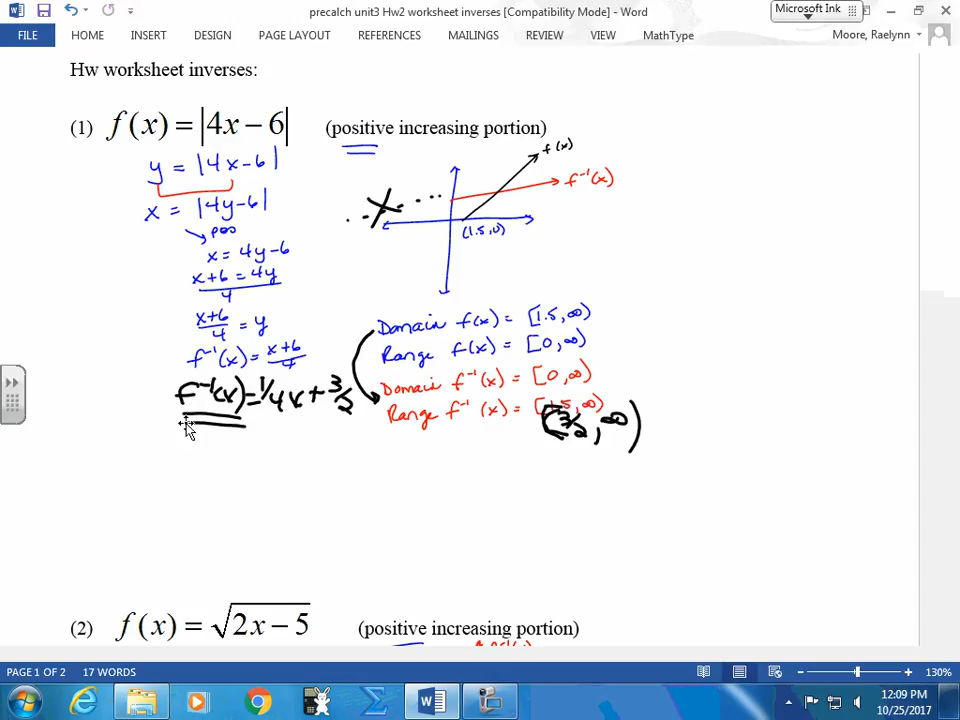 precalch unit3 Hw2 worksheet inverses [Compatibility Mode] - Word
Microsoft Ink
FILE HOME INSERT DESIGN PAGE LAYOUT REFERENCES MAILINGS REVIEW VIEW MathType Moore, Raelynn
Hw worksheet inverses:
(1) f(x) = |4x − 6| (positive increasing portion)
y = |4x-6|
x = |4y-6|
pos
x = 4y-6
x+6 = 4y
4
x+6/4 = y
f⁻¹(x) = x+6/4
f⁻¹(x) = 1/4 x + 3/2
f(x)
f⁻¹(x)
(1.5, 0)
Domain f(x) = [1.5, ∞)
Range f(x) = [0, ∞)
Domain f⁻¹(x) = [0, ∞)
Range f⁻¹(x) = [1.5, ∞)
[3/2, ∞)
(2) f(x) = √2x − 5 (positive increasing portion)
PAGE 1 OF 2 17 WORDS 130%
12:09 PM
10/25/2017